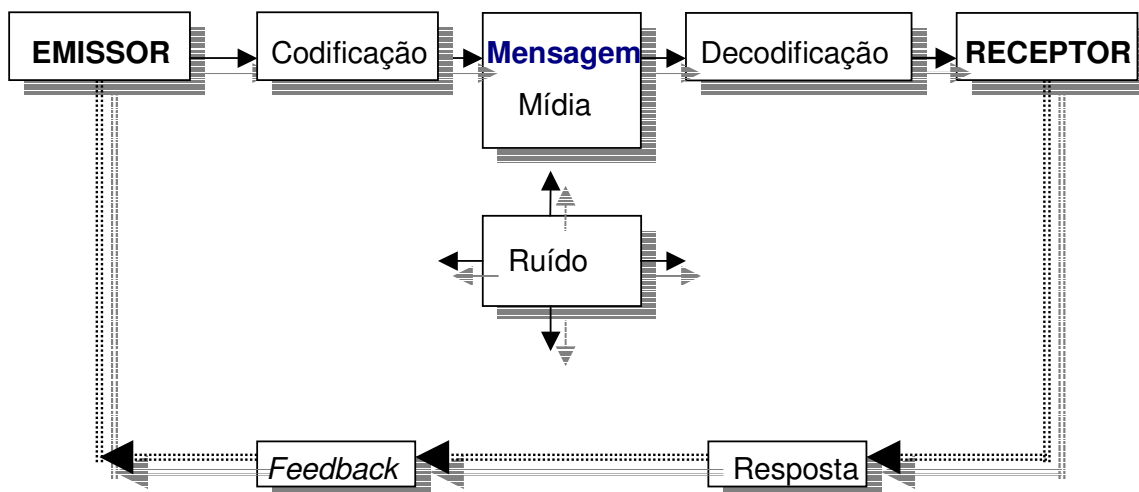 EMISSOR
Codificação
Mensagem
Mídia
Decodificação
RECEPTOR
Ruído
Feedback
Resposta